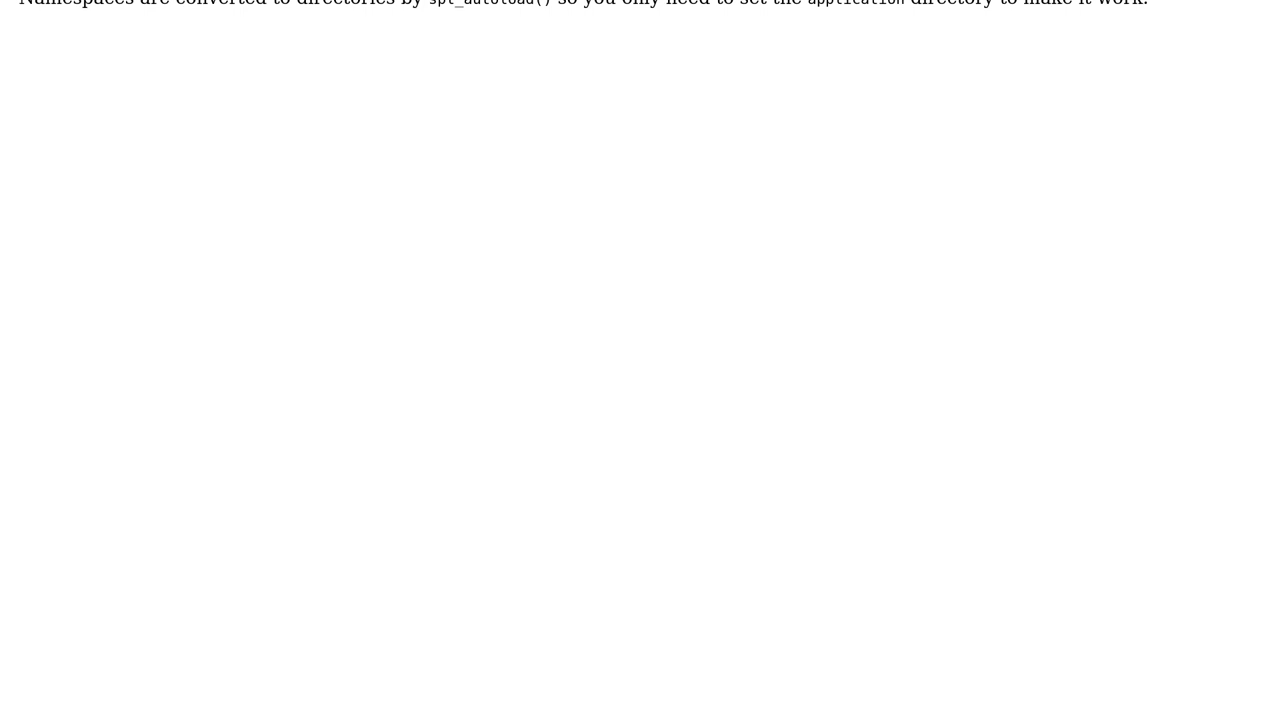 Namespaces are converted to directories by spl_autoload() so you only need to set the application directory to make it work.